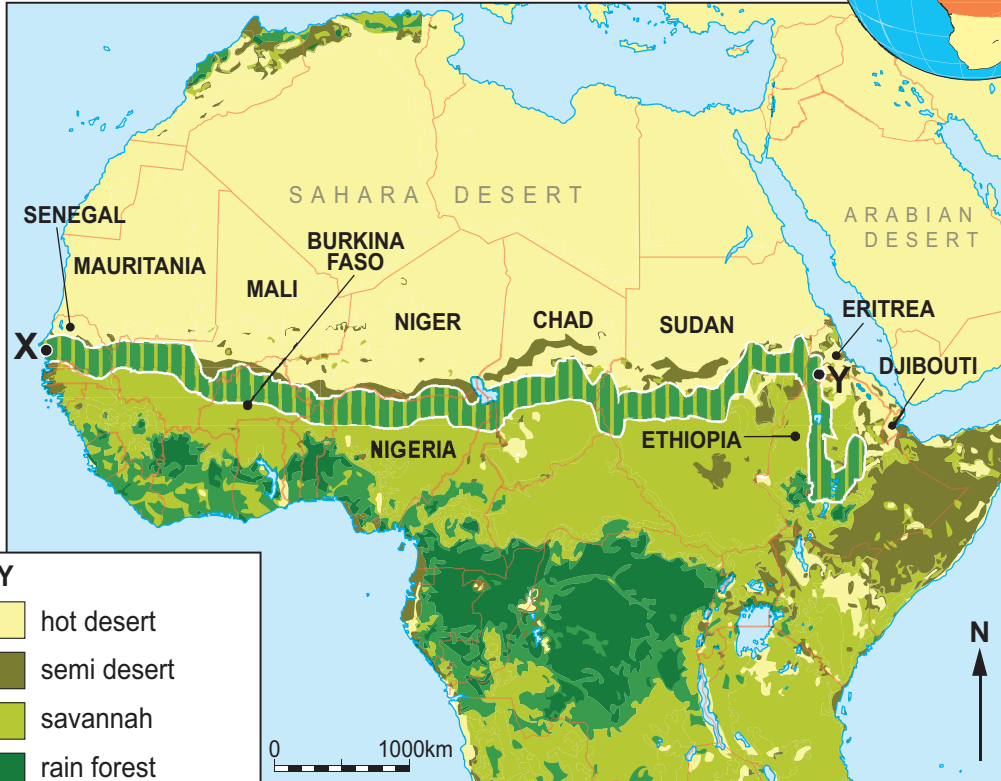 SAHARA DESERT
ARABIAN
DESERT
SENEGAL
MAURITANIA
BURKINA
FASO
MALI
NIGER
CHAD
SUDAN
ERITREA
X
Y
DJIBOUTI
NIGERIA
ETHIOPIA
Y
hot desert
semi desert
savannah
rain forest
0 1000km
N